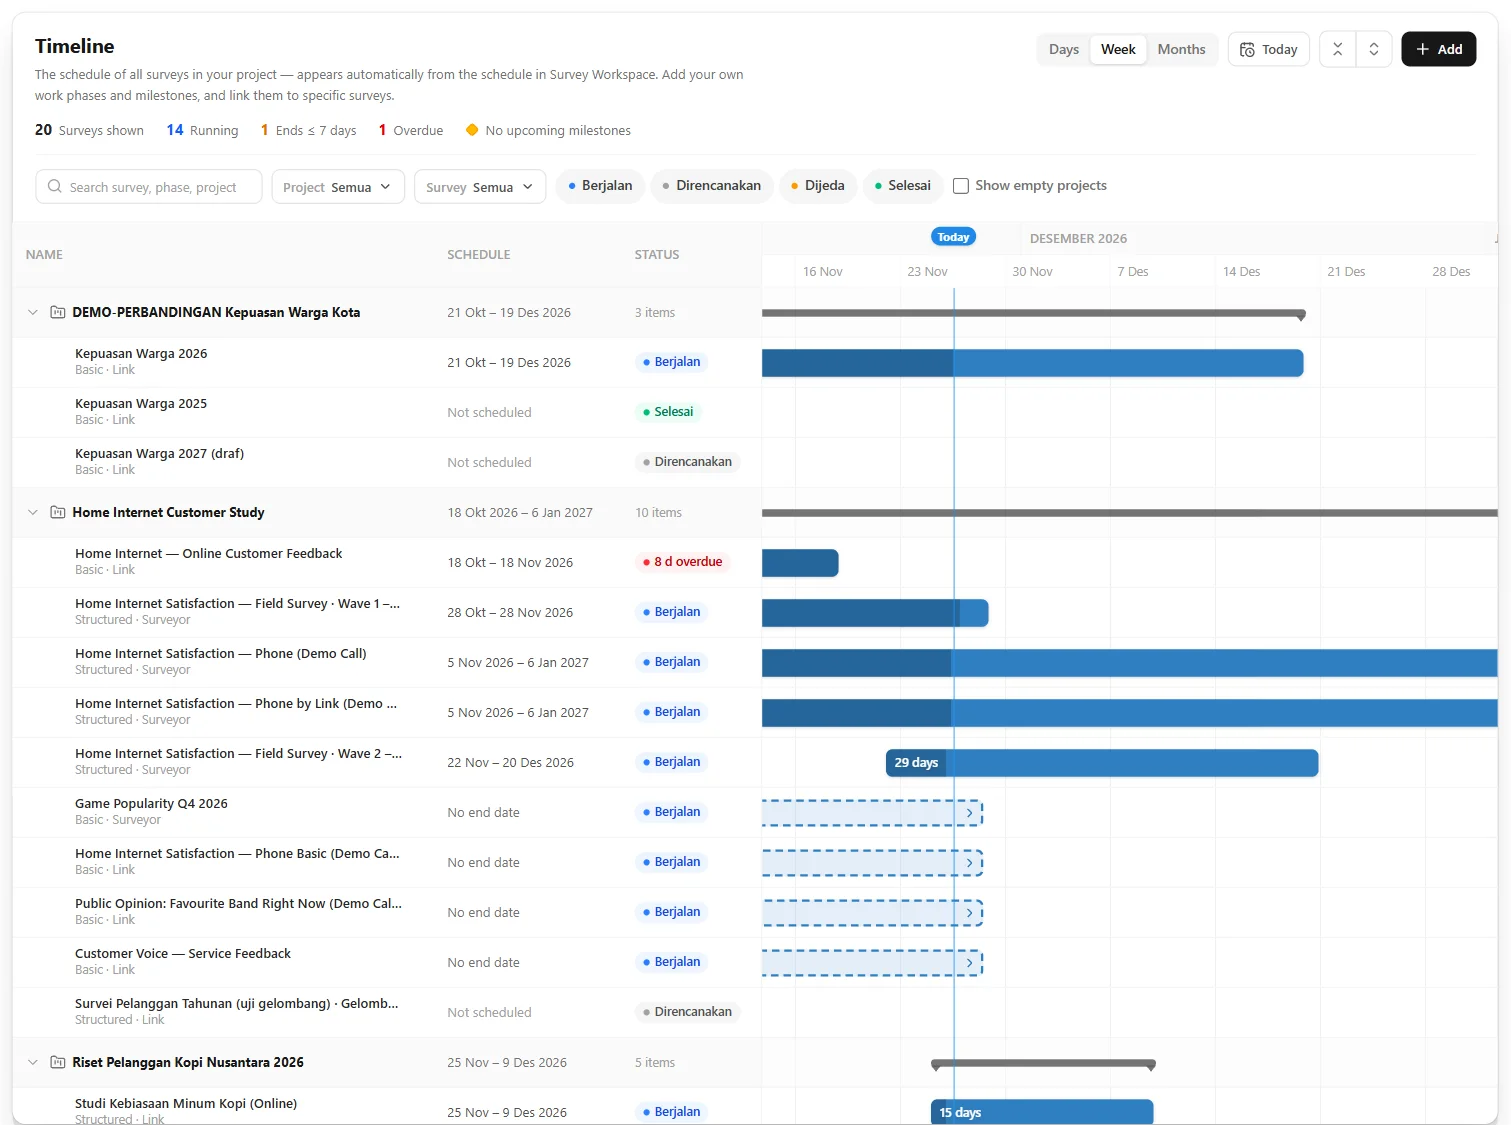 Timeline
The schedule of all surveys in your project — appears automatically from the schedule in Survey Workspace. Add your own
work phases and milestones, and link them to specific surveys.
Days Week Months Today Add
20 Surveys shown 14 Running 1 Ends ≤ 7 days 1 Overdue No upcoming milestones
Search survey, phase, project Project Semua Survey Semua Berjalan Direncanakan Dijeda Selesai Show empty projects
Today DESEMBER 2026
NAME SCHEDULE STATUS
16 Nov 23 Nov 30 Nov 7 Des 14 Des 21 Des 28 Des
DEMO-PERBANDINGAN Kepuasan Warga Kota 21 Okt – 19 Des 2026 3 items
Kepuasan Warga 2026
Basic · Link
21 Okt – 19 Des 2026 Berjalan
Kepuasan Warga 2025
Basic · Link
Not scheduled Selesai
Kepuasan Warga 2027 (draf)
Basic · Link
Not scheduled Direncanakan
Home Internet Customer Study 18 Okt 2026 – 6 Jan 2027 10 items
Home Internet — Online Customer Feedback
Basic · Link
18 Okt – 18 Nov 2026 8 d overdue
Home Internet Satisfaction — Field Survey · Wave 1 –...
Structured · Surveyor
28 Okt – 28 Nov 2026 Berjalan
Home Internet Satisfaction — Phone (Demo Call)
Structured · Surveyor
5 Nov 2026 – 6 Jan 2027 Berjalan
Home Internet Satisfaction — Phone by Link (Demo ...
Structured · Surveyor
5 Nov 2026 – 6 Jan 2027 Berjalan
Home Internet Satisfaction — Field Survey · Wave 2 –...
Structured · Surveyor
22 Nov – 20 Des 2026 Berjalan 29 days
Game Popularity Q4 2026
Basic · Surveyor
No end date Berjalan
Home Internet Satisfaction — Phone Basic (Demo Ca...
Basic · Link
No end date Berjalan
Public Opinion: Favourite Band Right Now (Demo Cal...
Basic · Link
No end date Berjalan
Customer Voice — Service Feedback
Basic · Link
No end date Berjalan
Survei Pelanggan Tahunan (uji gelombang) · Gelomb...
Structured · Link
Not scheduled Direncanakan
Riset Pelanggan Kopi Nusantara 2026 25 Nov – 9 Des 2026 5 items
Studi Kebiasaan Minum Kopi (Online)
Structured · Link
25 Nov – 9 Des 2026 Berjalan 15 days